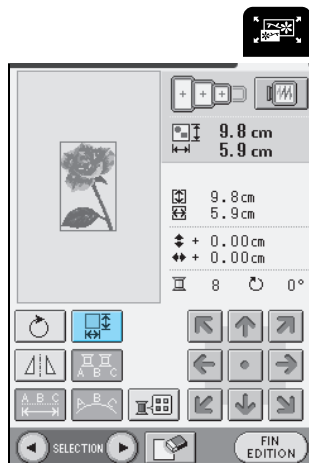 9.8 cm
5.9 cm
9.8cm
5.9cm
+ 0.00cm
+ 0.00cm
8 0°
A B C
A B C
A B C
SELECTION
FIN
EDITION